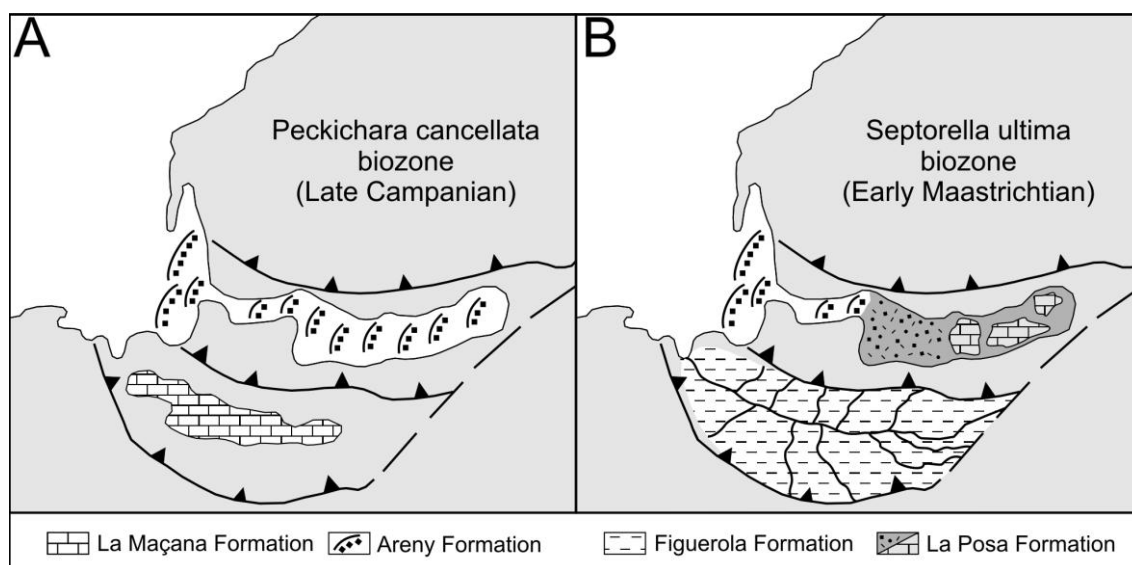 A
Peckichara cancellata
biozone
(Late Campanian)
B
Septorella ultima
biozone
(Early Maastrichtian)
La Maçana Formation
Areny Formation
Figuerola Formation
La Posa Formation